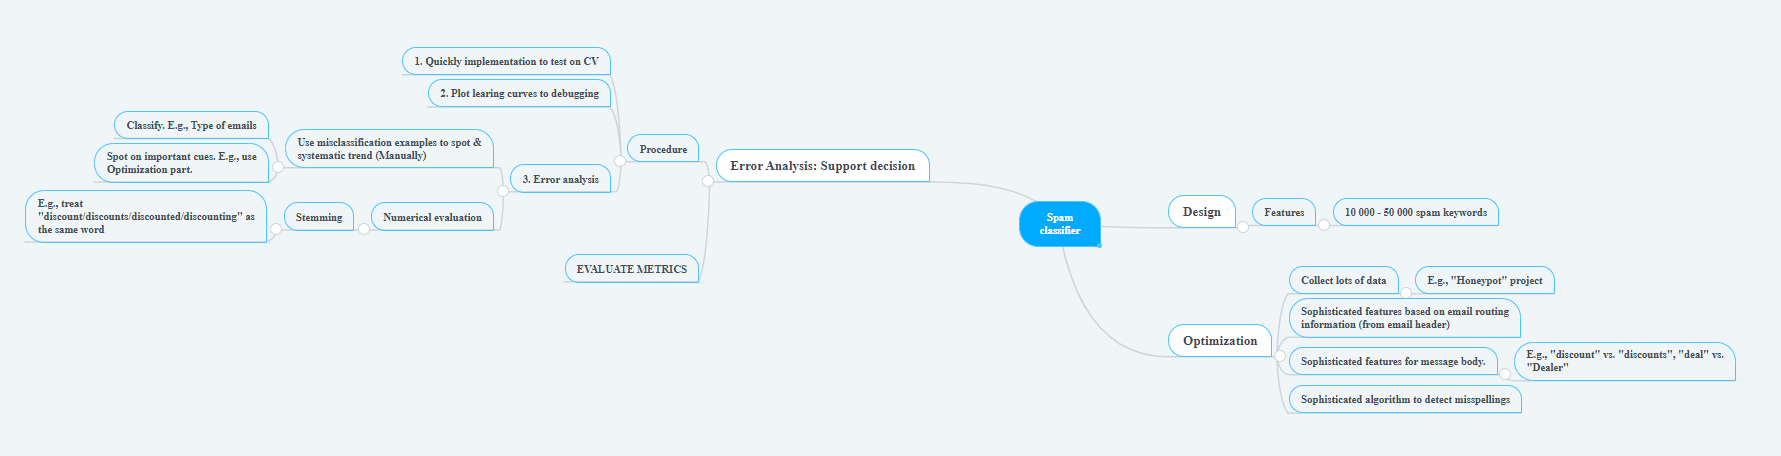 1. Quickly implementation to test on CV
2. Plot learing curves to debugging
Classify. E.g., Type of emails
Spot on important cues. E.g., use
Optimization part.
Use misclassification examples to spot &
systematic trend (Manually)
E.g., treat
"discount/discounts/discounted/discounting" as
the same word
Stemming
Numerical evaluation
3. Error analysis
Procedure
EVALUATE METRICS
Error Analysis: Support decision
Spam
classifier
Design
Features
10 000 - 50 000 spam keywords
Optimization
Collect lots of data
E.g., "Honeypot" project
Sophisticated features based on email routing
information (from email header)
Sophisticated features for message body.
E.g., "discount" vs. "discounts", "deal" vs.
"Dealer"
Sophisticated algorithm to detect misspellings